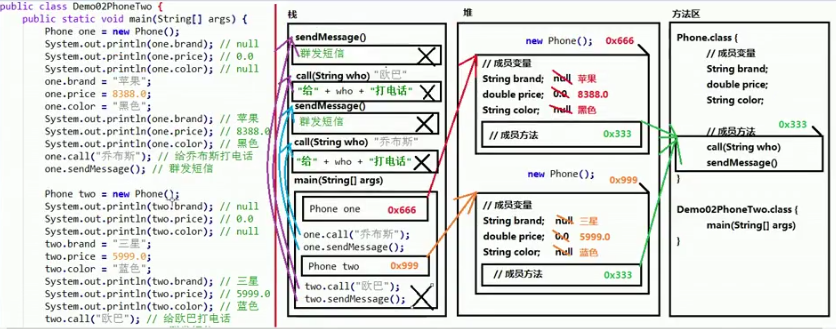 public class Demo02PhoneTwo {
public static void main(String[] args) {
Phone one = new Phone();
System.out.println(one.brand); // null
System.out.println(one.price); // 0.0
System.out.println(one.color); // null
one.brand = "苹果";
one.price = 8388.0;
one.color = "黑色";
System.out.println(one.brand); // 苹果
System.out.println(one.price); // 8388.0
System.out.println(one.color); // 黑色
one.call("乔布斯"); // 给乔布斯打电话
one.sendMessage(); // 群发短信
Phone two = new Phone();
System.out.println(two.brand); // null
System.out.println(two.price); // 0.0
System.out.println(two.color); // null
two.brand = "三星";
two.price = 5999.0;
two.color = "蓝色";
System.out.println(two.brand); // 三星
System.out.println(two.price); // 5999.0
System.out.println(two.color); // 蓝色
two.call("欧巴"); // 给欧巴打电话
栈
sendMessage()
群发短信
call(String who) "欧巴"
"给" + who + "打电话"
sendMessage()
群发短信
call(String who) "乔布斯"
"给" + who + "打电话"
main(String[] args)
Phone one 0x666
one.call("乔布斯");
one.sendMessage();
Phone two 0x999
two.call("欧巴");
two.sendMessage();
堆
new Phone(); 0x666
// 成员变量
String brand; null 苹果
double price; 0.0 8388.0
String color; null 黑色
// 成员方法 0x333
new Phone(); 0x999
// 成员变量
String brand; null 三星
double price; 0.0 5999.0
String color; null 蓝色
// 成员方法 0x333
方法区
Phone.class {
// 成员变量
String brand;
double price;
String color;
// 成员方法 0x333
call(String who)
sendMessage()
}
Demo02PhoneTwo.class {
main(String[] args)
}